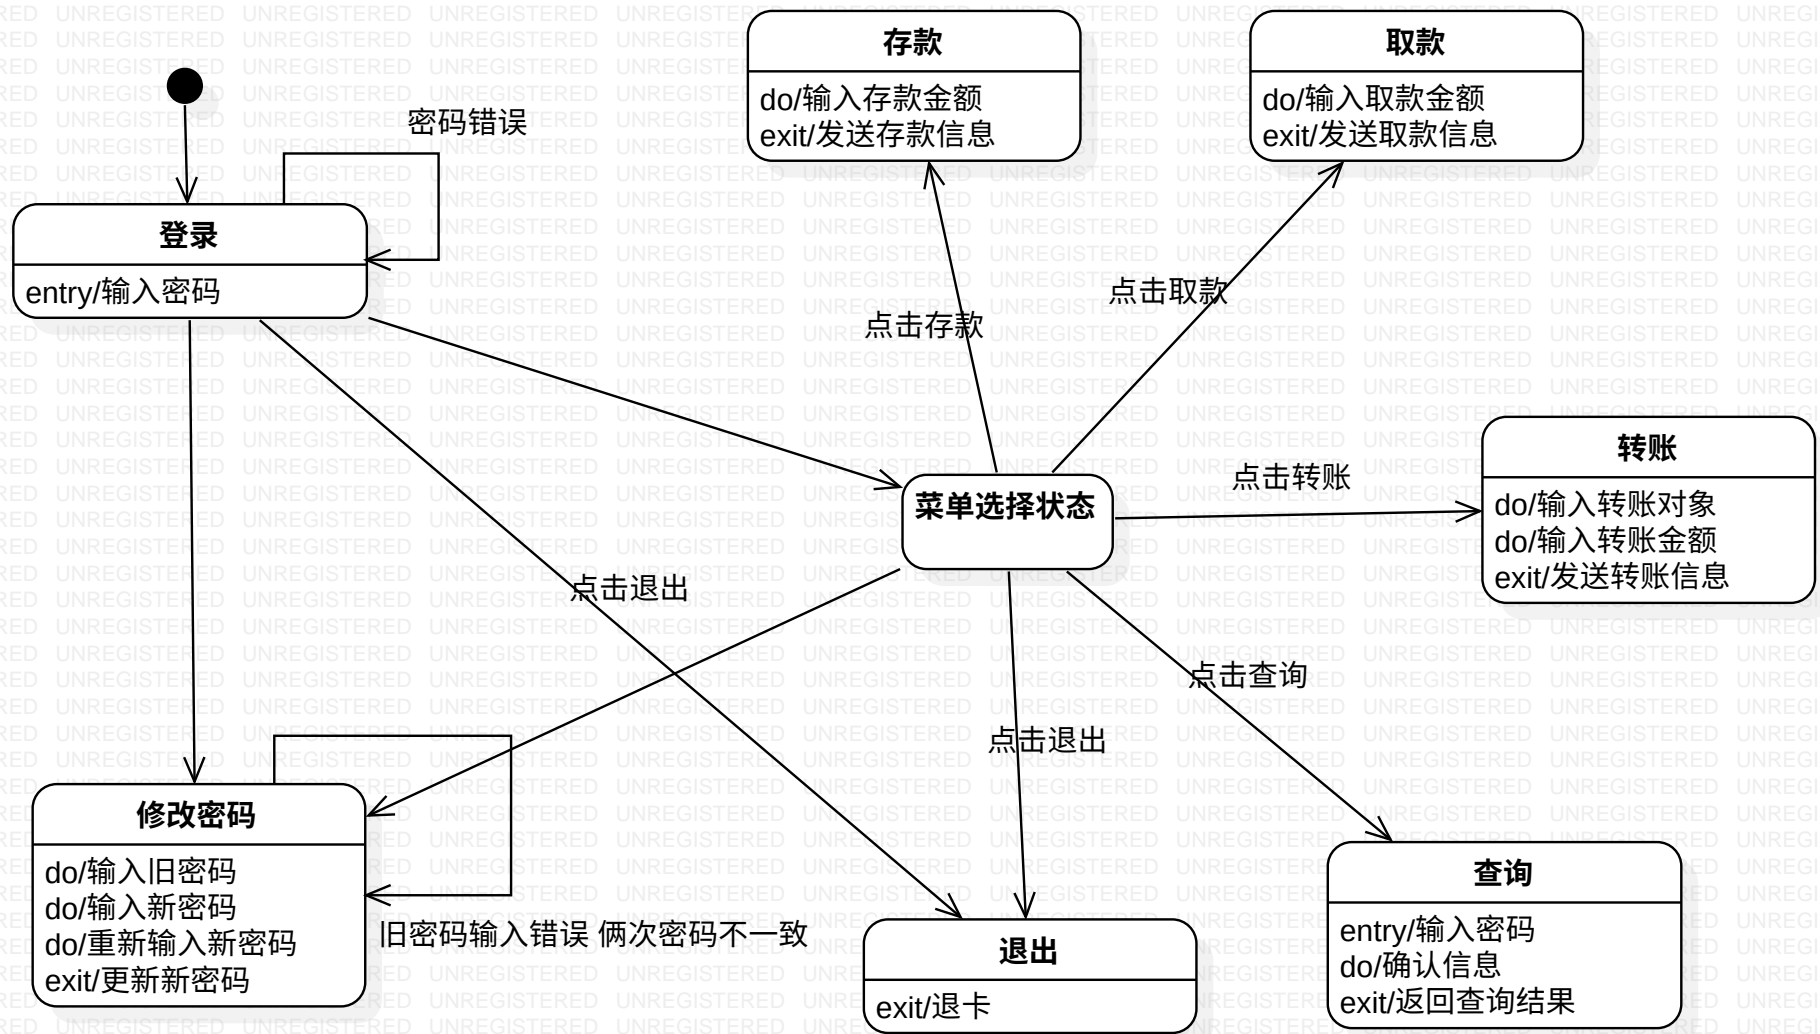 存款
do/输入存款金额
exit/发送存款信息
取款
do/输入取款金额
exit/发送取款信息
密码错误
登录
entry/输入密码
点击取款
点击存款
转账
do/输入转账对象
do/输入转账金额
exit/发送转账信息
点击转账
菜单选择状态
点击退出
点击查询
点击退出
修改密码
do/输入旧密码
do/输入新密码
do/重新输入新密码
exit/更新新密码
旧密码输入错误 俩次密码不一致
退出
exit/退卡
查询
entry/输入密码
do/确认信息
exit/返回查询结果
UNREGISTERED